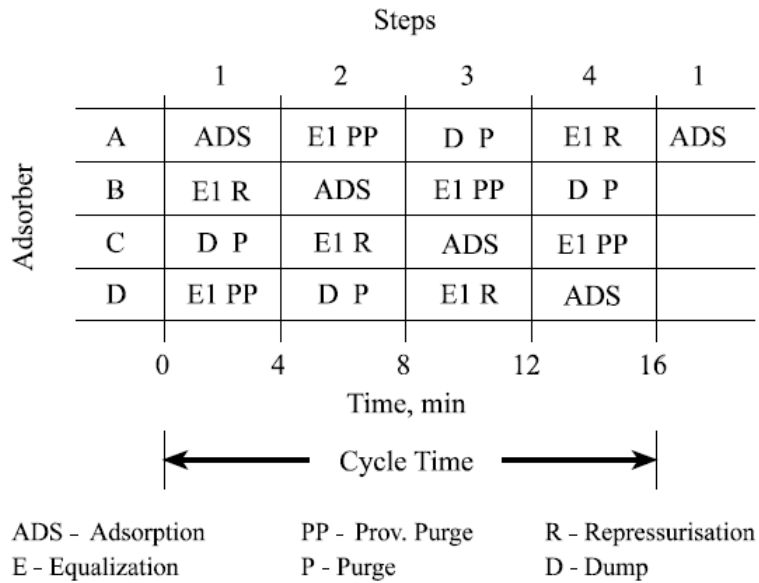 Steps
1 2 3 4 1
Adsorber
A ADS E1 PP D P E1 R ADS
B E1 R ADS E1 PP D P
C D P E1 R ADS E1 PP
D E1 PP D P E1 R ADS
0 4 8 12 16
Time, min
Cycle Time
ADS - Adsorption PP - Prov. Purge R - Repressurisation
E - Equalization P - Purge D - Dump